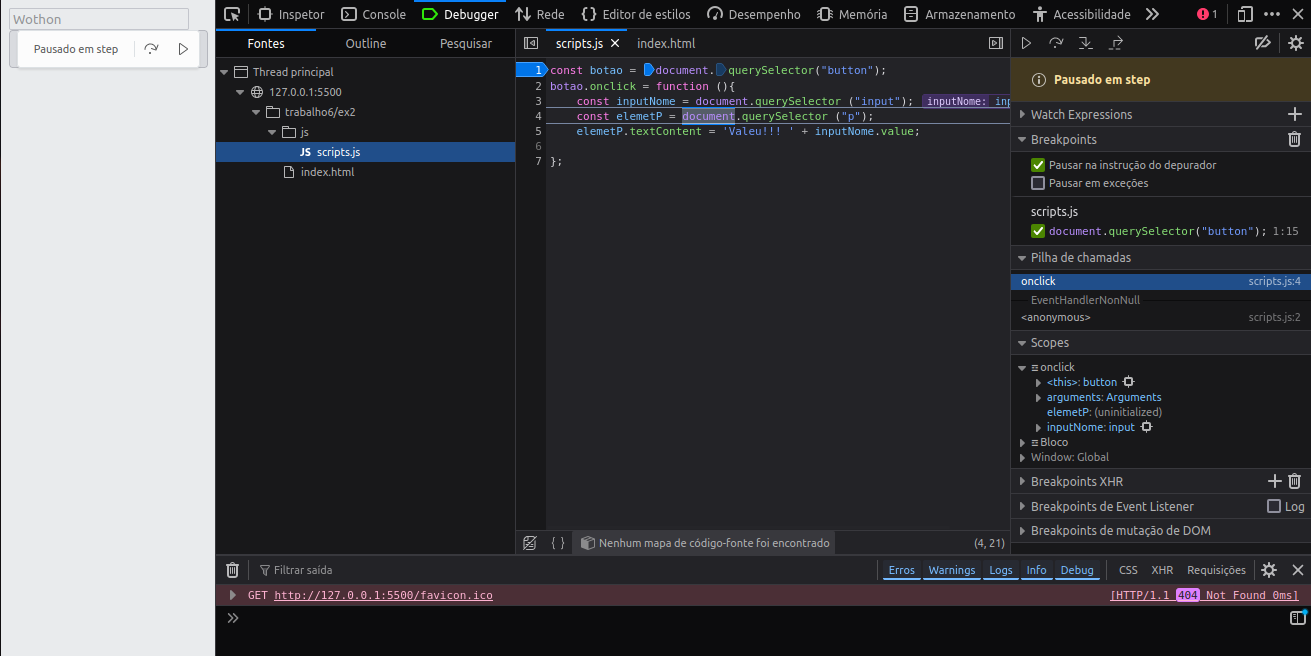 Wothon
Pausado em step
Inspetor Console Debugger Rede Editor de estilos Desempenho Memória Armazenamento Acessibilidade 1
Fontes Outline Pesquisar
Thread principal
127.0.0.1:5500
trabalho6/ex2
js
JS scripts.js
index.html
scripts.js index.html
1 const botao = document.querySelector("button");
2 botao.onclick = function (){
3 const inputNome = document.querySelector ("input"); inputNome: inp
4 const elemetP = document.querySelector ("p");
5 elemetP.textContent = 'Valeu!!! ' + inputNome.value;
6
7 };
{ } Nenhum mapa de código-fonte foi encontrado (4, 21)
Pausado em step
Watch Expressions
Breakpoints
Pausar na instrução do depurador
Pausar em exceções
scripts.js
document.querySelector("button"); 1:15
Pilha de chamadas
onclick scripts.js:4
EventHandlerNonNull
<anonymous> scripts.js:2
Scopes
onclick
<this>: button
arguments: Arguments
elemetP: (uninitialized)
inputNome: input
Bloco
Window: Global
Breakpoints XHR
Breakpoints de Event Listener Log
Breakpoints de mutação de DOM
Filtrar saída Erros Warnings Logs Info Debug CSS XHR Requisições
GET http://127.0.0.1:5500/favicon.ico [HTTP/1.1 404 Not Found 0ms]